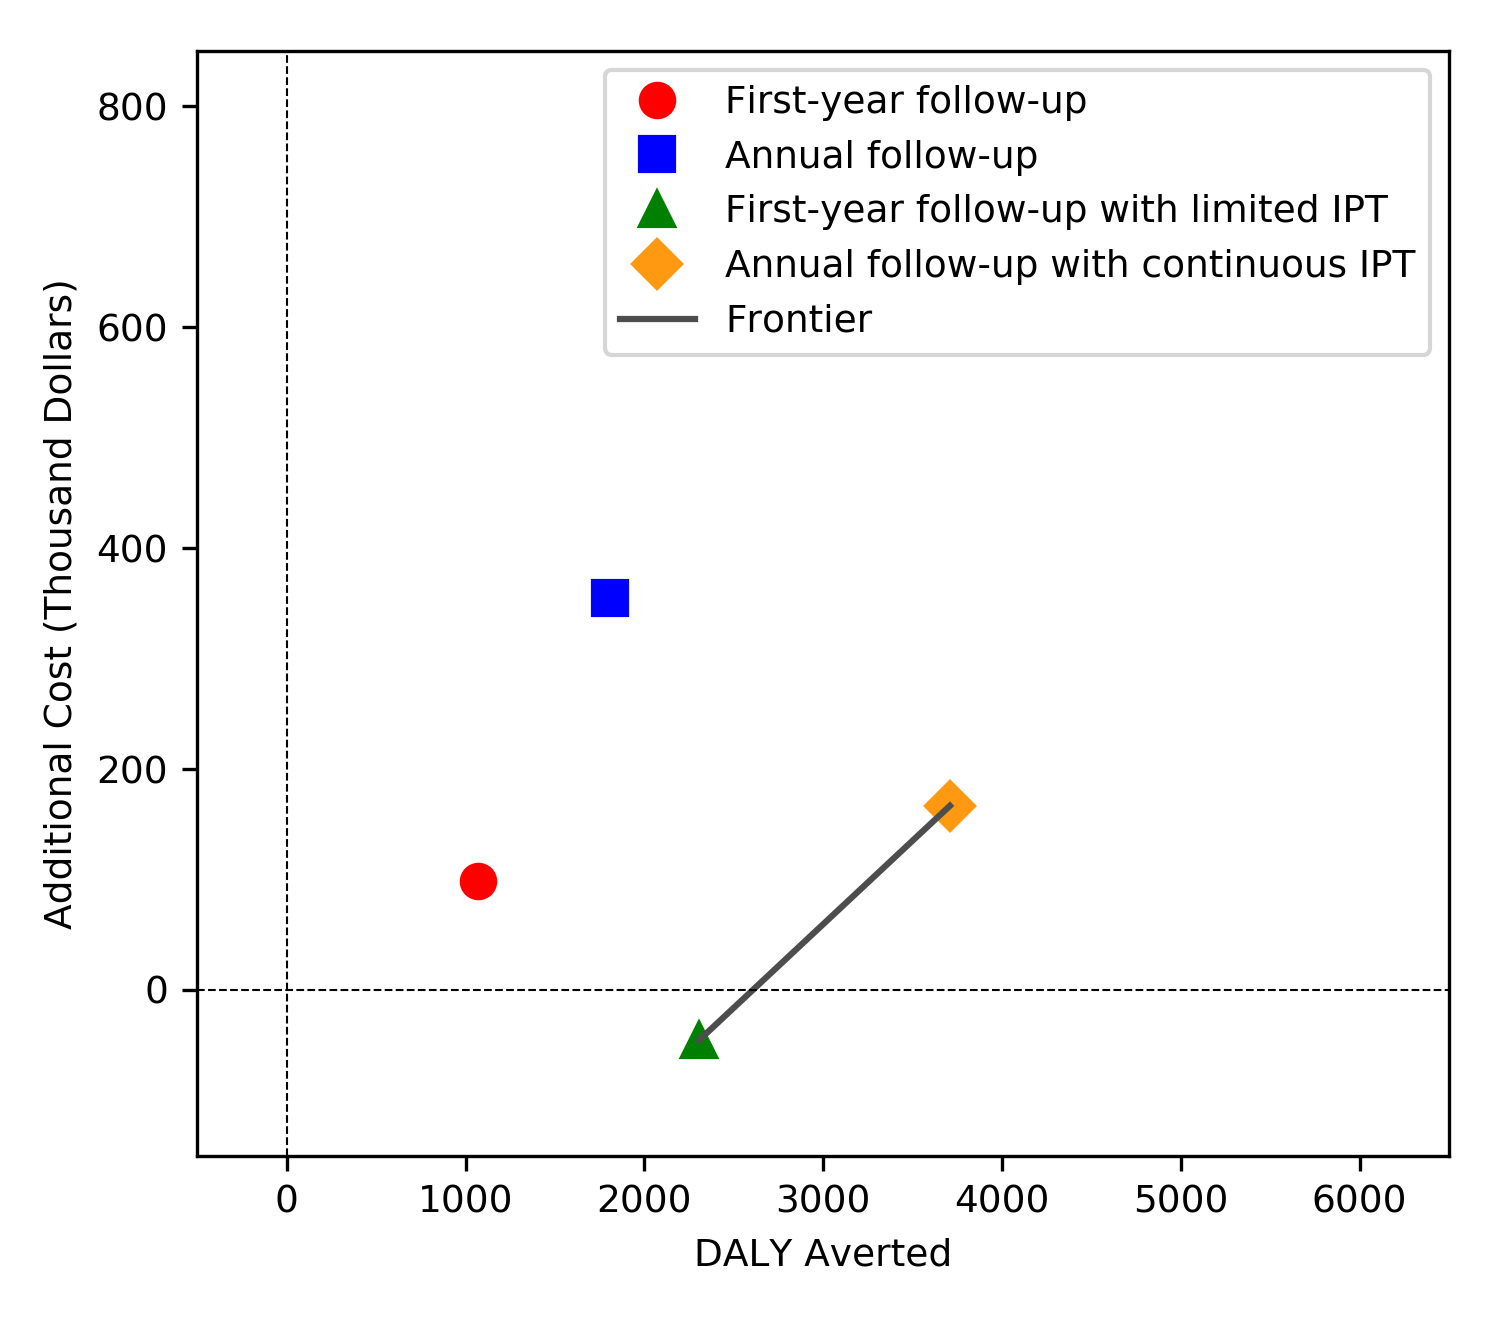 First-year follow-up
Annual follow-up
First-year follow-up with limited IPT
Annual follow-up with continuous IPT
Frontier
Additional Cost (Thousand Dollars)
800
600
400
200
0
0 1000 2000 3000 4000 5000 6000
DALY Averted